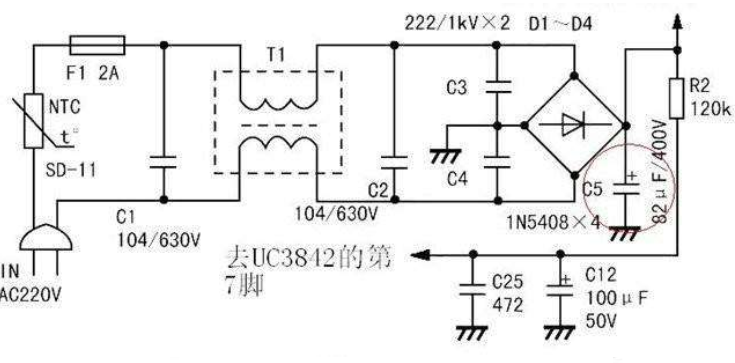 222/1kV×2 D1~D4
F1 2A
T1
NTC
t°
SD-11
C3
R2
120k
C4
C2
C5
+
82μF/400V
C1
104/630V
104/630V
1N5408×4
IN
AC220V
去UC3842的第
7脚
C25
472
+
C12
100μF
50V